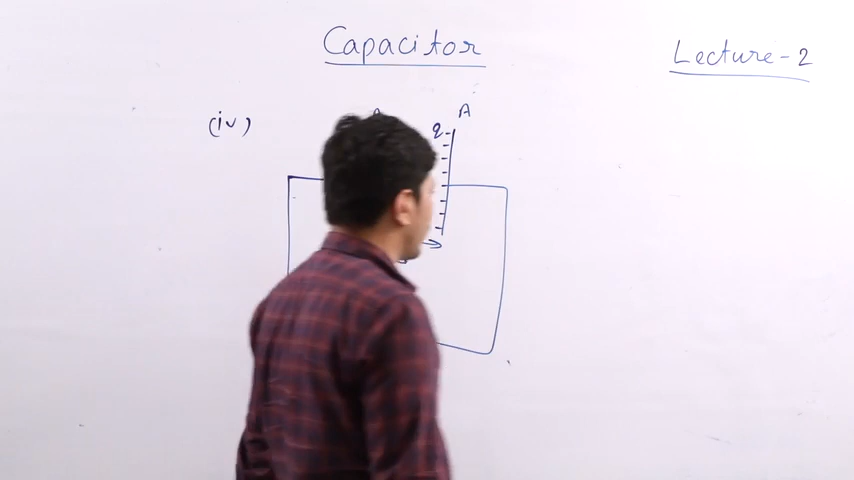 Capacitor
Lecture-2
(iv)
A
q-